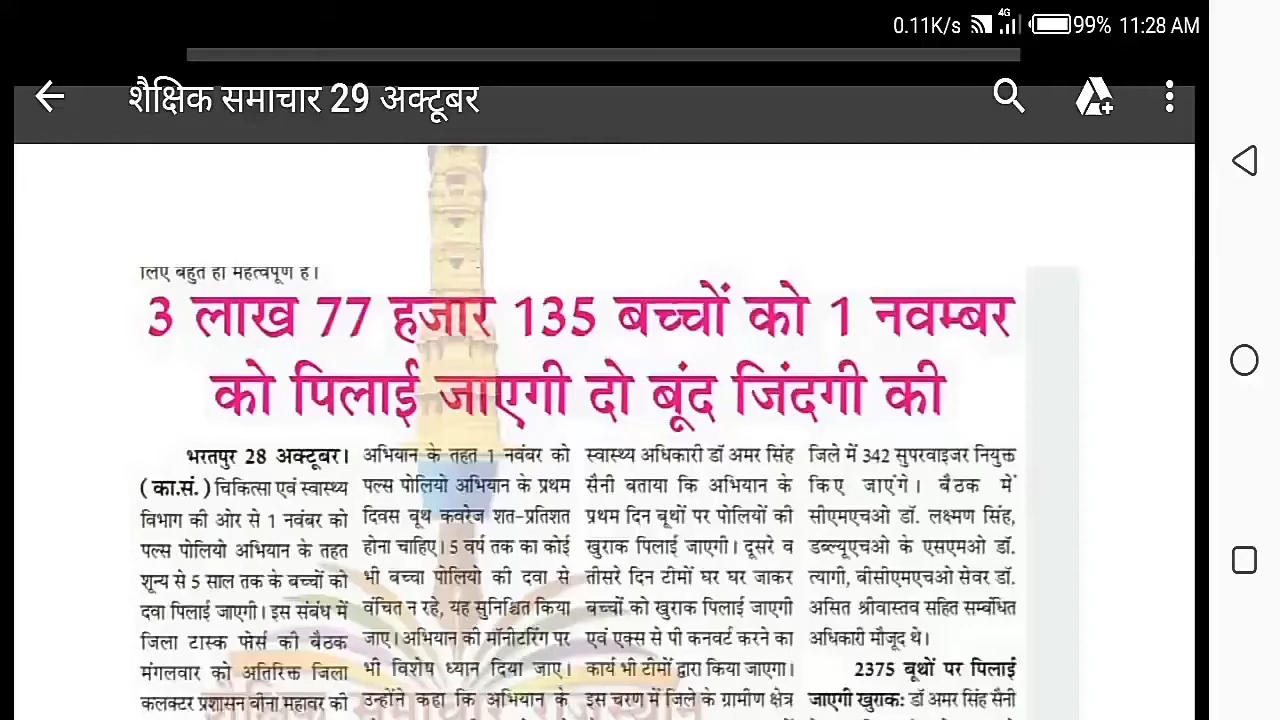 0.11K/s 4G 99% 11:28 AM
शैक्षिक समाचार 29 अक्टूबर
लिए बहुत ही महत्वपूर्ण है।
3 लाख 77 हजार 135 बच्चों को 1 नवम्बर
को पिलाई जाएगी दो बूंद जिंदगी की
भरतपुर 28 अक्टूबर।
(का.सं.) चिकित्सा एवं स्वास्थ्य
विभाग की ओर से 1 नवंबर को
पल्स पोलियो अभियान के तहत
शून्य से 5 साल तक के बच्चों को
दवा पिलाई जाएगी। इस संबंध में
जिला टास्क फोर्स की बैठक
मंगलवार को अतिरिक्त जिला
कलक्टर प्रशासन बीना महावर की
अभियान के तहत 1 नवंबर को
पल्स पोलियो अभियान के प्रथम
दिवस बूथ कवरेज शत-प्रतिशत
होना चाहिए। 5 वर्ष तक का कोई
भी बच्चा पोलियो की दवा से
वंचित न रहे, यह सुनिश्चित किया
जाए। अभियान की मॉनीटरिंग पर
भी विशेष ध्यान दिया जाए।
उन्होंने कहा कि अभियान के
स्वास्थ्य अधिकारी डॉ अमर सिंह
सैनी बताया कि अभियान के
प्रथम दिन बूथों पर पोलियों की
खुराक पिलाई जाएगी। दूसरे व
तीसरे दिन टीमों घर घर जाकर
बच्चों को खुराक पिलाई जाएगी
एवं एक्स से पी कनवर्ट करने का
कार्य भी टीमों द्वारा किया जाएगा।
इस चरण में जिले के ग्रामीण क्षेत्र
जिले में 342 सुपरवाइजर नियुक्त
किए जाएंगे। बैठक में
सीएमएचओ डॉ. लक्ष्मण सिंह,
डब्ल्यूएचओ के एसएमओ डॉ.
त्यागी, बीसीएमएचओ सेवर डॉ.
असित श्रीवास्तव सहित सम्बंधित
अधिकारी मौजूद थे।
2375 बूथों पर पिलाई
जाएगी खुराक: डॉ अमर सिंह सैनी
शैक्षिक समाचार राजस्थान